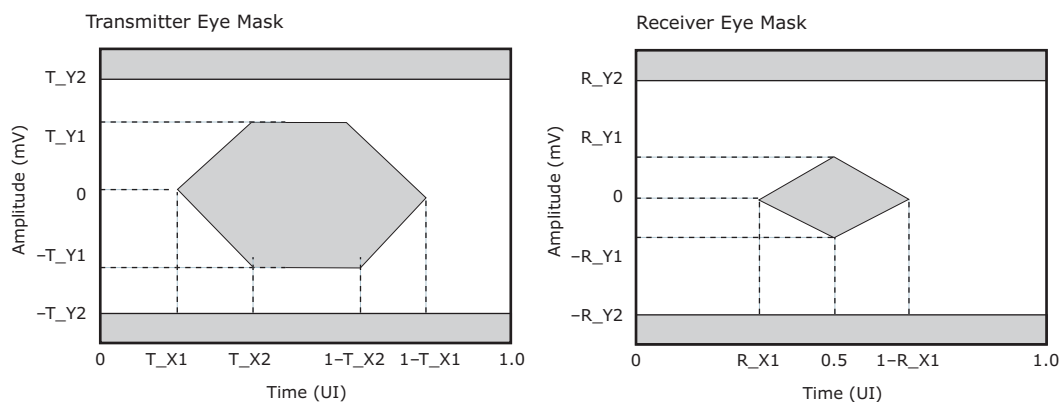 Transmitter Eye Mask
T_Y2
T_Y1
0
–T_Y1
–T_Y2
Amplitude (mV)
0
T_X1
T_X2
1–T_X2
1–T_X1
1.0
Time (UI)
Receiver Eye Mask
R_Y2
R_Y1
0
–R_Y1
–R_Y2
Amplitude (mV)
0
R_X1
0.5
1–R_X1
1.0
Time (UI)